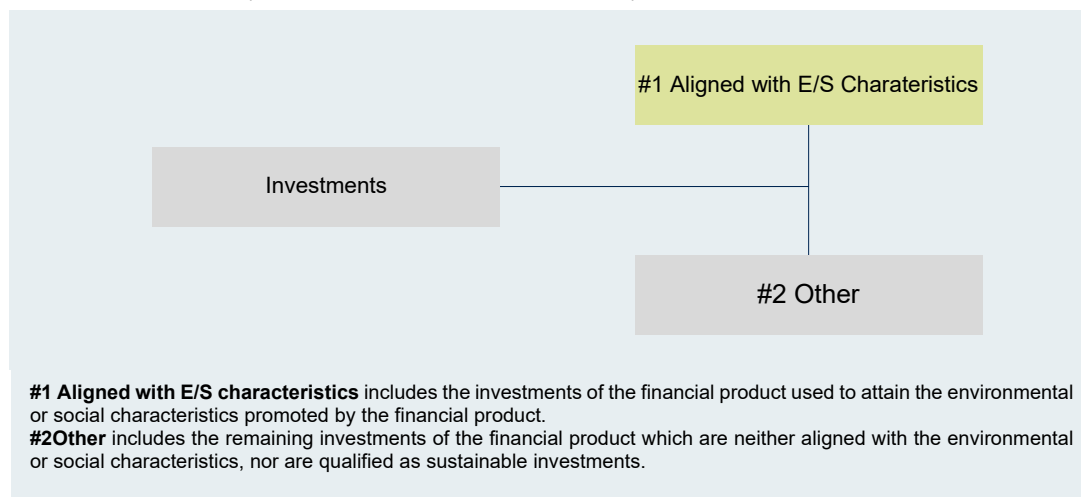 #1 Aligned with E/S Charateristics
Investments
#2 Other
#1 Aligned with E/S characteristics includes the investments of the financial product used to attain the environmental
or social characteristics promoted by the financial product.
#2Other includes the remaining investments of the financial product which are neither aligned with the environmental
or social characteristics, nor are qualified as sustainable investments.